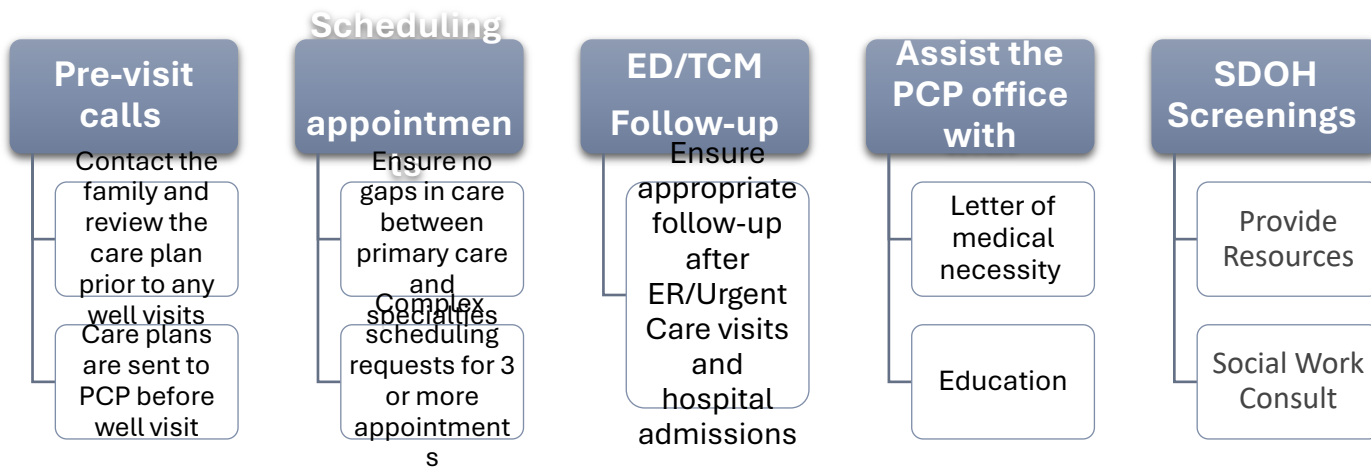 Pre-visit
calls
Contact the
family and
review the
care plan
prior to any
well visits
Care plans
are sent to
PCP before
well visit
Scheduling
appointmen
ts
Ensure no
gaps in care
between
primary care
and
specialties
Complex
scheduling
requests for 3
or more
appointment
s
ED/TCM
Follow-up
Ensure
appropriate
follow-up
after
ER/Urgent
Care visits
and
hospital
admissions
Assist the
PCP office
with
Letter of
medical
necessity
Education
SDOH
Screenings
Provide
Resources
Social Work
Consult